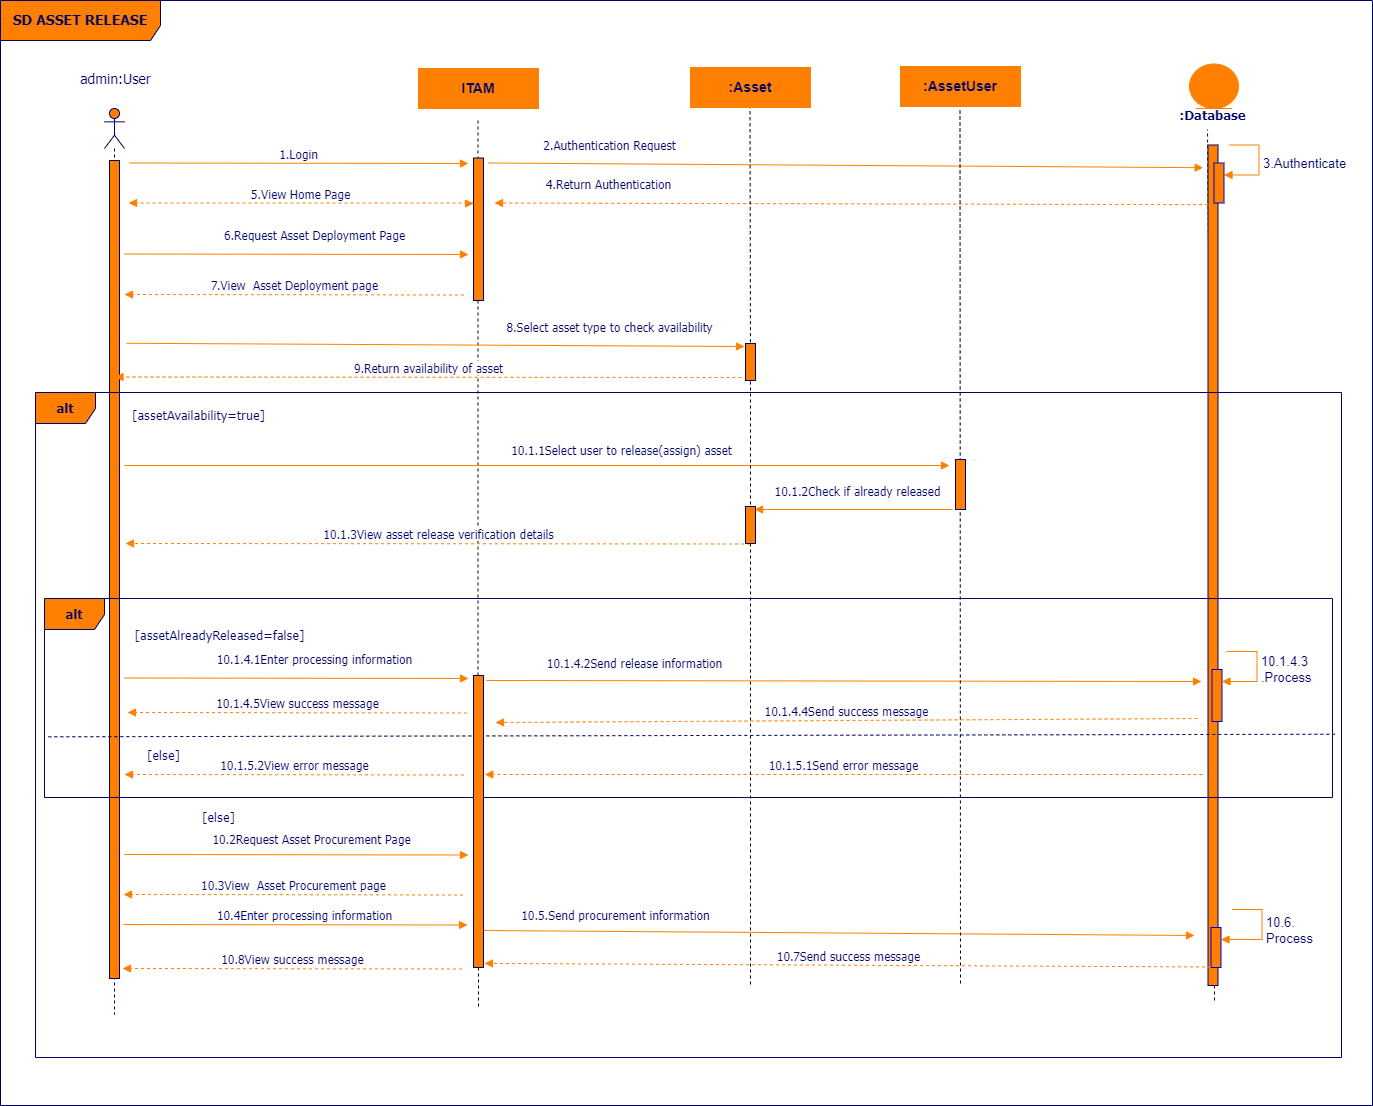 SD ASSET RELEASE
admin:User
ITAM
:Asset
:AssetUser
:Database
1.Login
2.Authentication Request
3.Authenticate
4.Return Authentication
5.View Home Page
6.Request Asset Deployment Page
7.View  Asset Deployment page
8.Select asset type to check availability
9.Return availability of asset
alt
[assetAvailability=true]
10.1.1Select user to release(assign) asset
10.1.2Check if already released
10.1.3View asset release verification details
alt
[assetAlreadyReleased=false]
10.1.4.1Enter processing information
10.1.4.2Send release information
10.1.4.3
.Process
10.1.4.5View success message
10.1.4.4Send success message
[else]
10.1.5.2View error message
10.1.5.1Send error message
[else]
10.2Request Asset Procurement Page
10.3View  Asset Procurement page
10.4Enter processing information
10.5.Send procurement information
10.6.
Process
10.8View success message
10.7Send success message